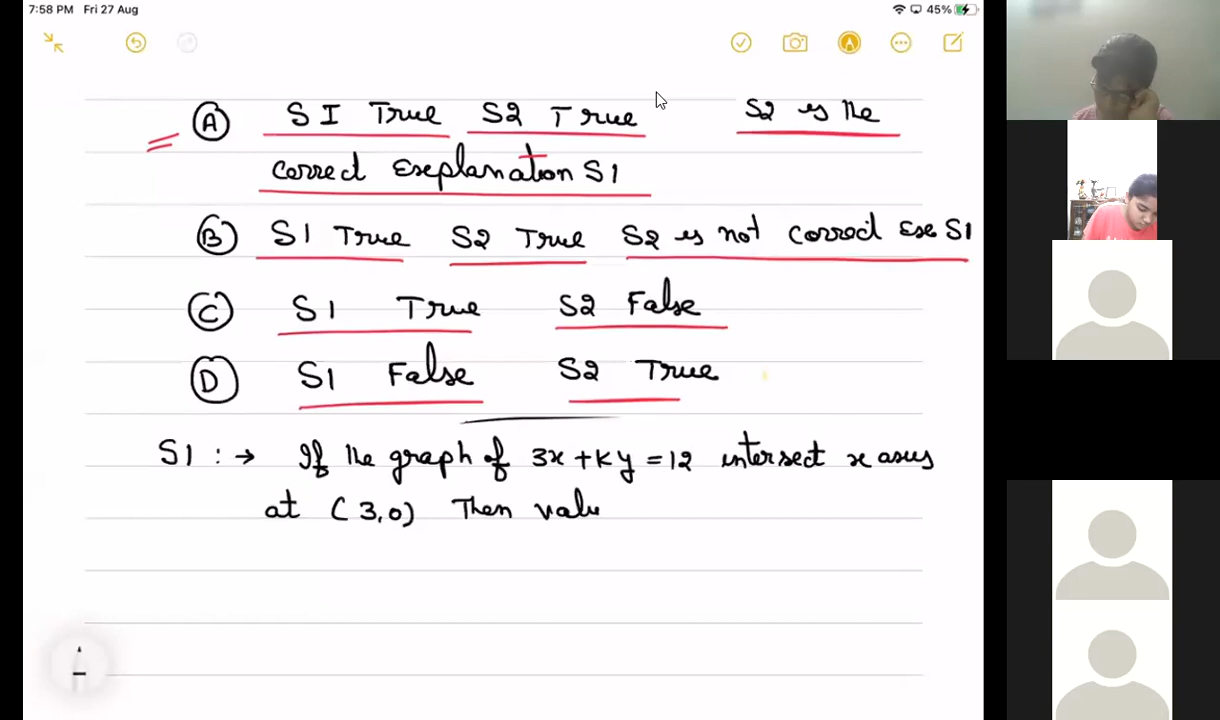 7:58 PM Fri 27 Aug
45%
A S I True S2 True S2 is the
correct Explanation S1
B S1 True S2 True S2 is not correct Exe S1
C S1 True S2 False
D S1 False S2 True
S1 : → If the graph of 3x + ky = 12 intersect x axis
at (3,0) Then valu